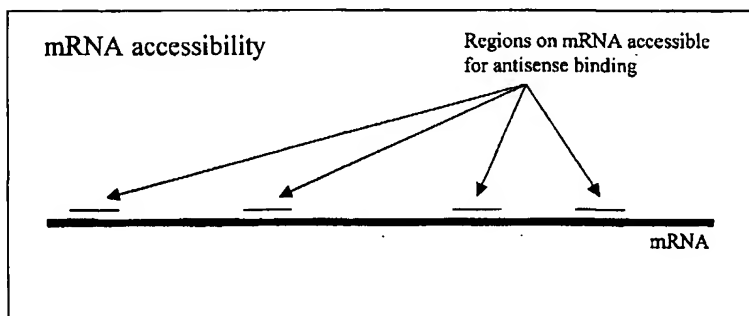 mRNA accessibility
Regions on mRNA accessible
for antisense binding
mRNA